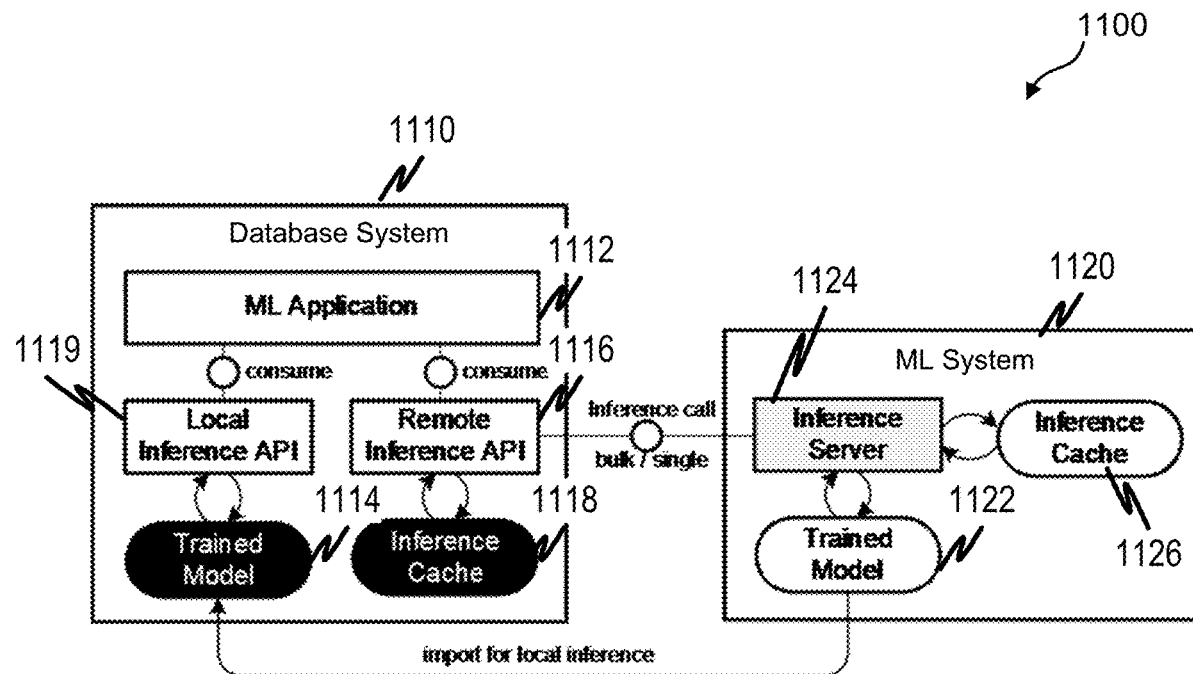 1100
1110
Database System
1112
ML Application
1124
1120
1119
consume
consume
1116
ML System
Local
Inference API
Remote
Inference API
Inference call
bulk / single
Inference
Server
Inference
Cache
1114
1118
1122
1126
Trained
Model
Inference
Cache
Trained
Model
import for local inference